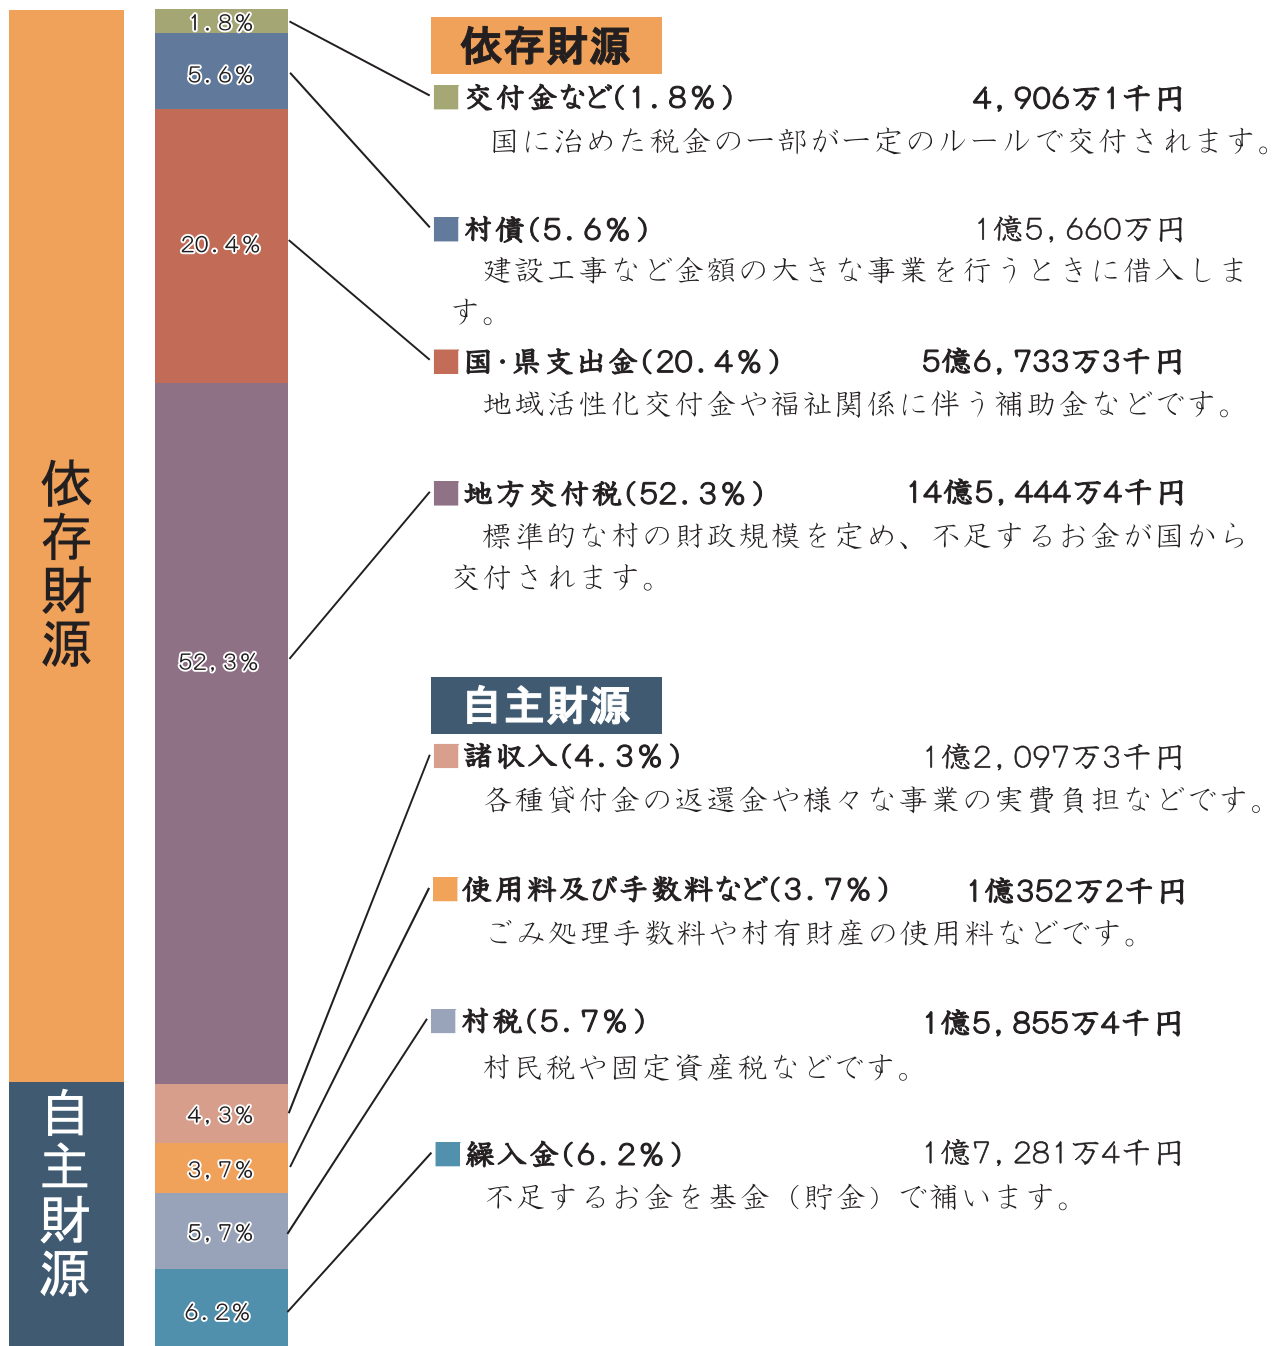 依存財源
自主財源
1.8%
5.6%
20.4%
52,3%
4,3%
3,7%
5,7%
6.2%
依存財源
交付金など(1.8%) 4,906万1千円
国に治めた税金の一部が一定のルールで交付されます。
村債(5.6%) 1億5,660万円
建設工事など金額の大きな事業を行うときに借入しま
す。
国・県支出金(20.4%) 5億6,733万3千円
地域活性化交付金や福祉関係に伴う補助金などです。
地方交付税(52.3%) 14億5,444万4千円
標準的な村の財政規模を定め、不足するお金が国から
交付されます。
自主財源
諸収入(4.3%) 1億2,097万3千円
各種貸付金の返還金や様々な事業の実費負担などです。
使用料及び手数料など(3.7%) 1億352万2千円
ごみ処理手数料や村有財産の使用料などです。
村税(5.7%) 1億5,855万4千円
村民税や固定資産税などです。
繰入金(6.2%) 1億7,281万4千円
不足するお金を基金（貯金）で補います。